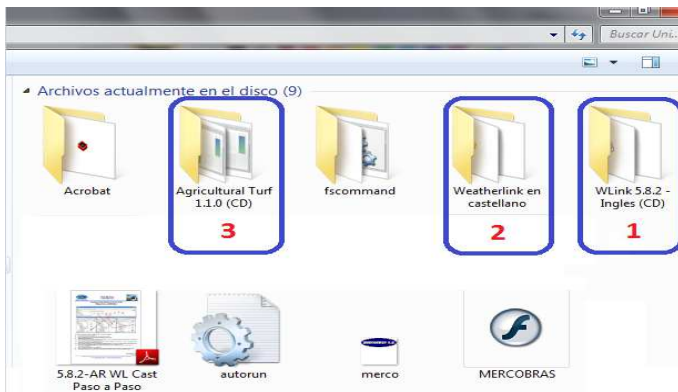 Buscar Uni...
Archivos actualmente en el disco (9)
Acrobat
Agricultural Turf
1.1.0 (CD)
fscommand
Weatherlink en
castellano
WLink 5.8.2 -
Ingles (CD)
3
2
1
5.8.2-AR WL Cast
Paso a Paso
autorun
merco
MERCOBRAS